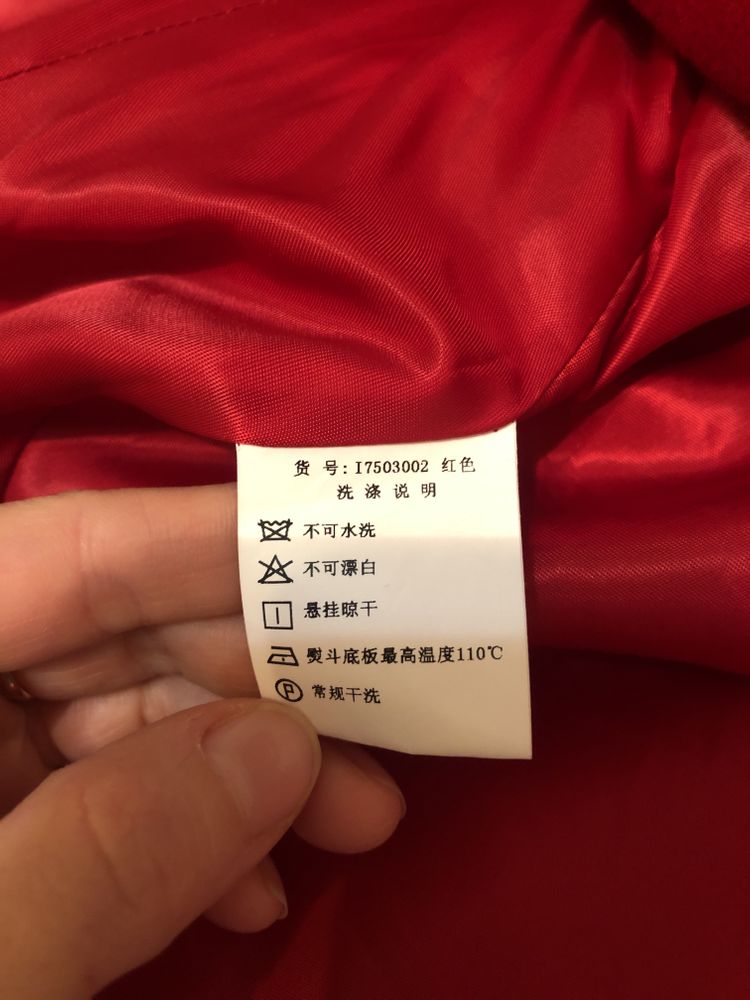 货号:I7503002 红色
洗涤说明
不可水洗
不可漂白
悬挂晾干
熨斗底板最高温度110℃
P 常规干洗